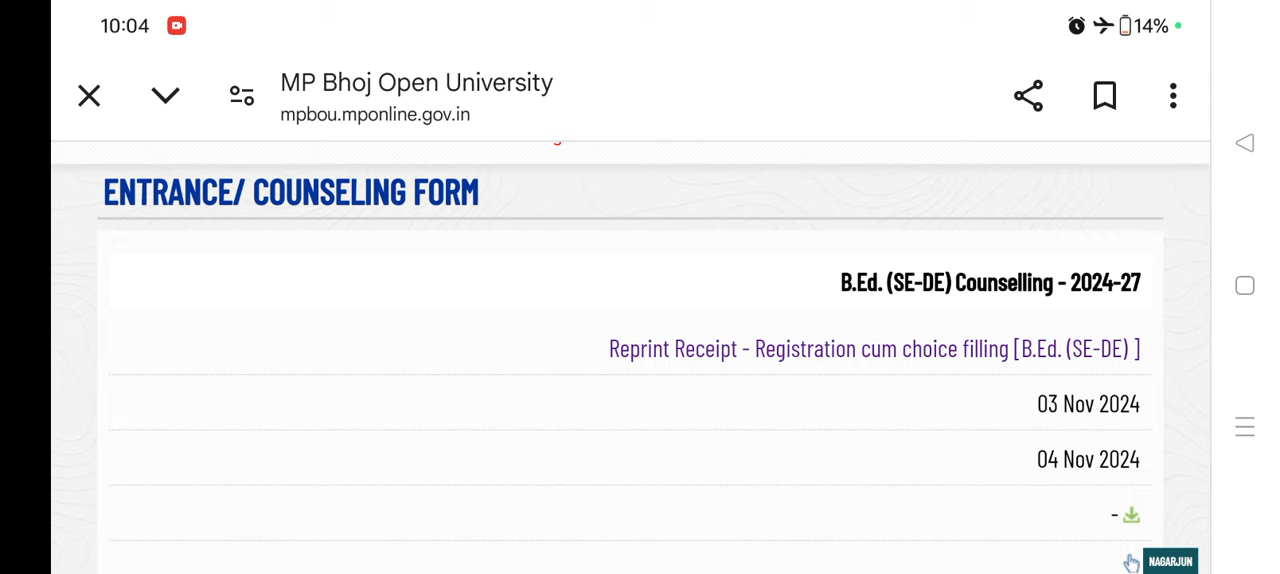 10:04
14%
MP Bhoj Open University
mpbou.mponline.gov.in
ENTRANCE/ COUNSELING FORM
B.Ed. (SE-DE) Counselling - 2024-27
Reprint Receipt - Registration cum choice filling [B.Ed. (SE-DE) ]
03 Nov 2024
04 Nov 2024
-
NAGARJUN